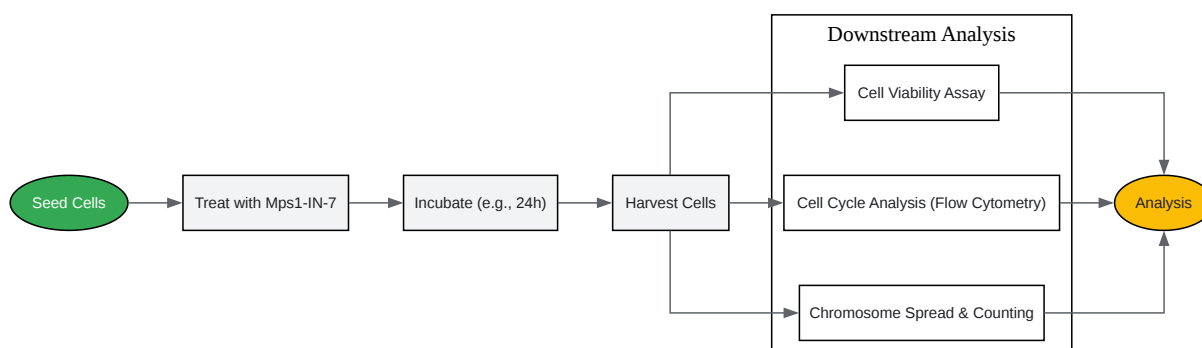 Downstream Analysis
Cell Viability Assay
Seed Cells
Treat with Mps1-IN-7
Incubate (e.g., 24h)
Harvest Cells
Cell Cycle Analysis (Flow Cytometry)
Analysis
Chromosome Spread & Counting